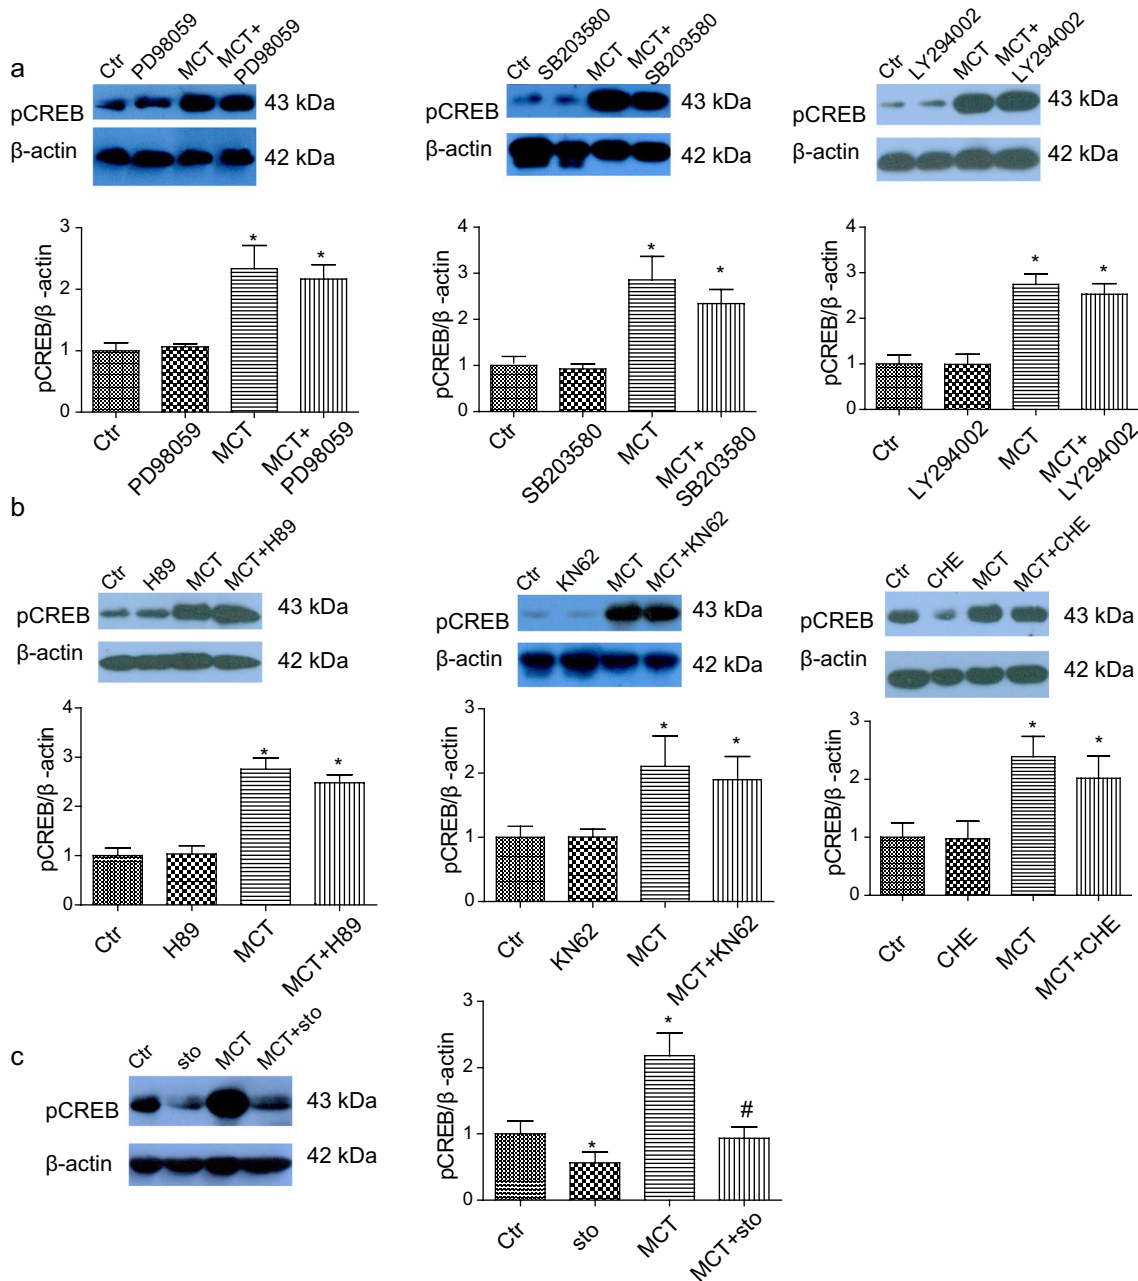 a
Ctr PD98059 MCT MCT+ PD98059
pCREB 43 kDa
β-actin 42 kDa
pCREB/β -actin
3
2
1
0
Ctr PD98059 MCT MCT+ PD98059
Ctr SB203580 MCT MCT+ SB203580
pCREB 43 kDa
β-actin 42 kDa
pCREB/β -actin
4
3
2
1
0
* *
Ctr SB203580 MCT MCT+ SB203580
Ctr LY294002 MCT MCT+ LY294002
pCREB 43 kDa
β-actin 42 kDa
pCREB/β -actin
4
3
2
1
0
* *
Ctr LY294002 MCT MCT+ LY294002
b
Ctr H89 MCT MCT+H89
pCREB 43 kDa
β-actin 42 kDa
pCREB/β -actin
4
3
2
1
0
* *
Ctr H89 MCT MCT+H89
Ctr KN62 MCT MCT+KN62
pCREB 43 kDa
β-actin 42 kDa
pCREB/β -actin
3
2
1
0
* *
Ctr KN62 MCT MCT+KN62
Ctr CHE MCT MCT+CHE
pCREB 43 kDa
β-actin 42 kDa
pCREB/β -actin
3
2
1
0
* *
Ctr CHE MCT MCT+CHE
c
Ctr sto MCT MCT+sto
pCREB 43 kDa
β-actin 42 kDa
pCREB/β -actin
3
2
1
0
* * #
Ctr sto MCT MCT+sto